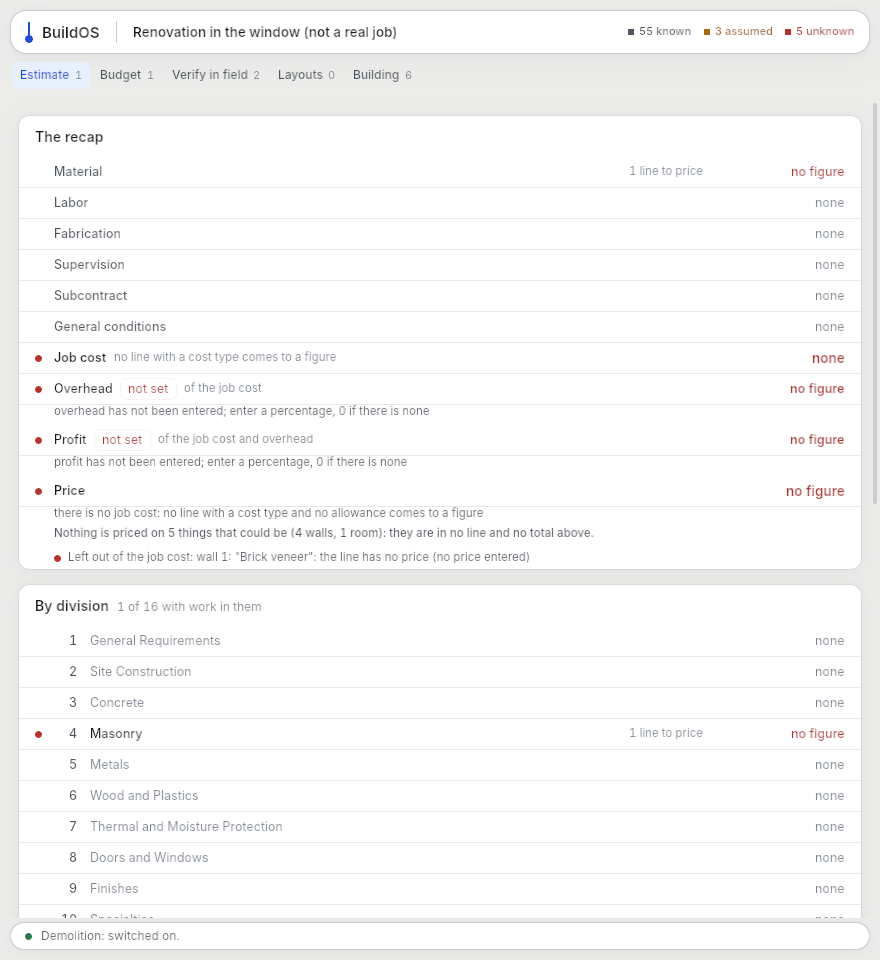 BuildOS Renovation in the window (not a real job) 55 known 3 assumed 5 unknown
Estimate 1 Budget 1 Verify in field 2 Layouts 0 Building 6
The recap
Material 1 line to price no figure
Labor none
Fabrication none
Supervision none
Subcontract none
General conditions none
Job cost no line with a cost type comes to a figure none
Overhead not set of the job cost no figure
overhead has not been entered; enter a percentage, 0 if there is none
Profit not set of the job cost and overhead no figure
profit has not been entered; enter a percentage, 0 if there is none
Price no figure
there is no job cost: no line with a cost type and no allowance comes to a figure
Nothing is priced on 5 things that could be (4 walls, 1 room): they are in no line and no total above.
Left out of the job cost: wall 1: "Brick veneer": the line has no price (no price entered)
By division 1 of 16 with work in them
1 General Requirements none
2 Site Construction none
3 Concrete none
4 Masonry 1 line to price no figure
5 Metals none
6 Wood and Plastics none
7 Thermal and Moisture Protection none
8 Doors and Windows none
9 Finishes none
10 Specialties none
Demolition: switched on.